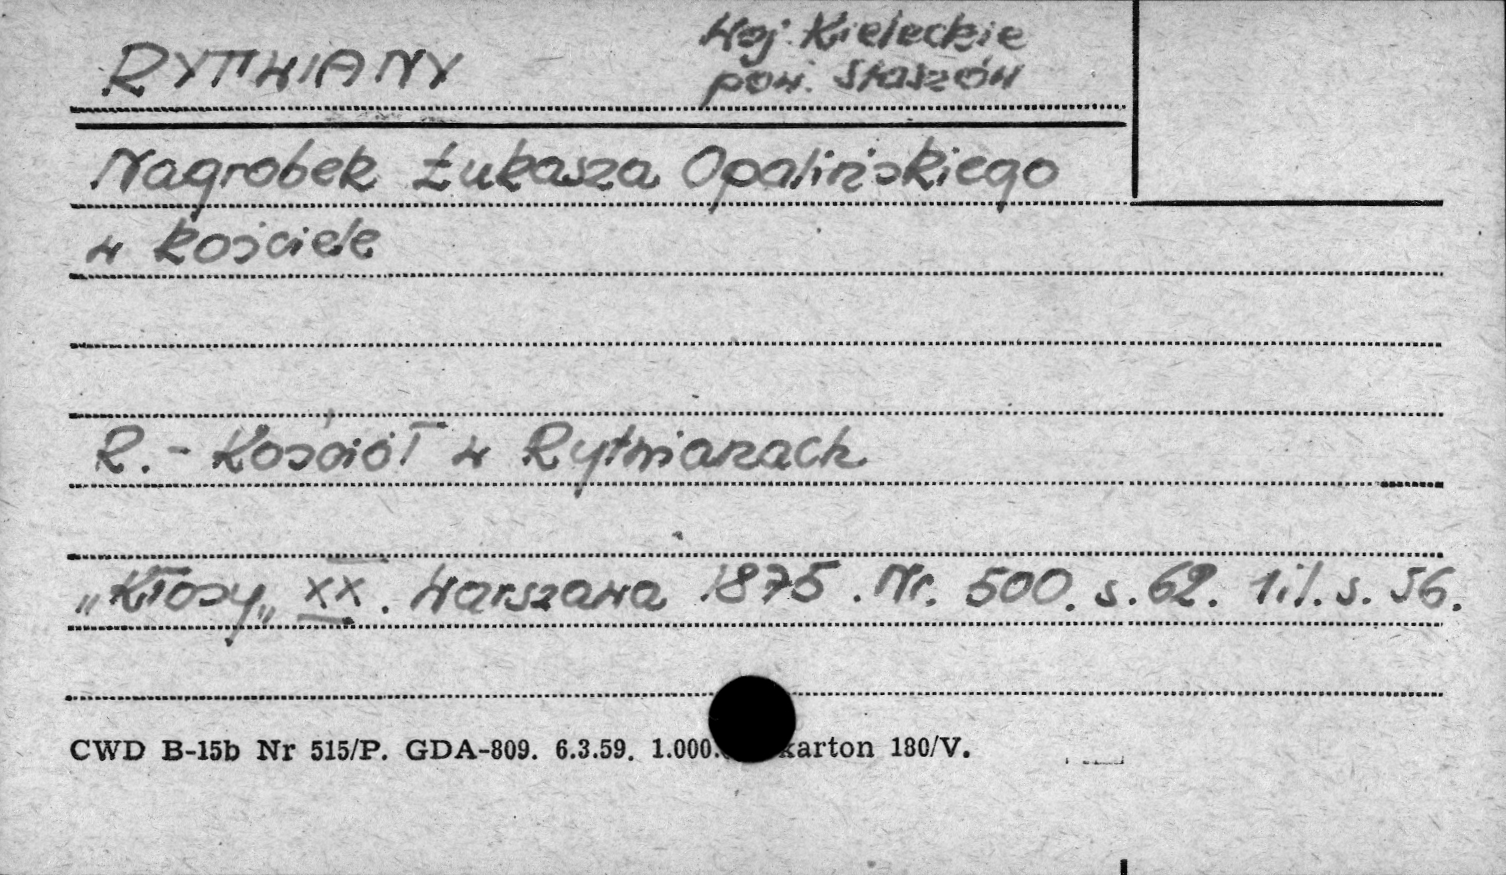 RYTWIANY
Woj. Kieleckie
pow. Staszów
Nagrobek Łukasza Opalińskiego
w kościele
R. - Kościół w Rytwianach
„Kłosy„ XX. Warszawa 1875. Nr. 500. s. 62. 1 il. s. 56.
CWD B-15b Nr 515/P. GDA-809. 6.3.59. 1.000. karton 180/V.